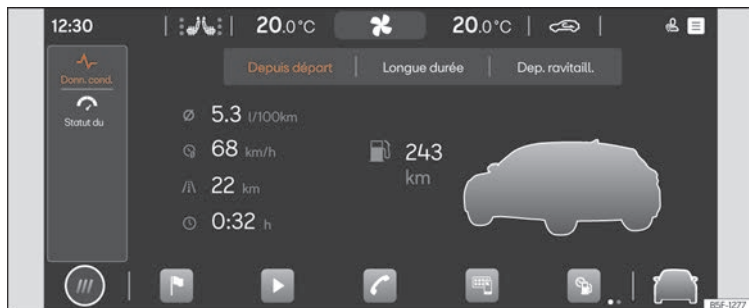 12:30 20.0°C 20.0°C
Donn. cond.
Statut du
Depuis départ Longue durée Dep. ravitaill.
Ø 5.3 l/100km
68 km/h
22 km
0:32 h
243
km
B5F-1277